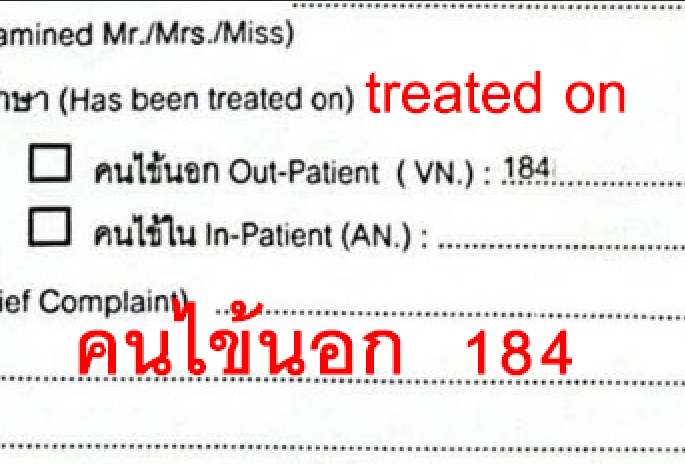 amined Mr./Mrs./Miss)
ษา (Has been treated on) treated on
คนไข้นอก Out-Patient ( VN.) : 184
คนไข้ใน In-Patient (AN.) :
ief Complaint)
คนไข้นอก 184